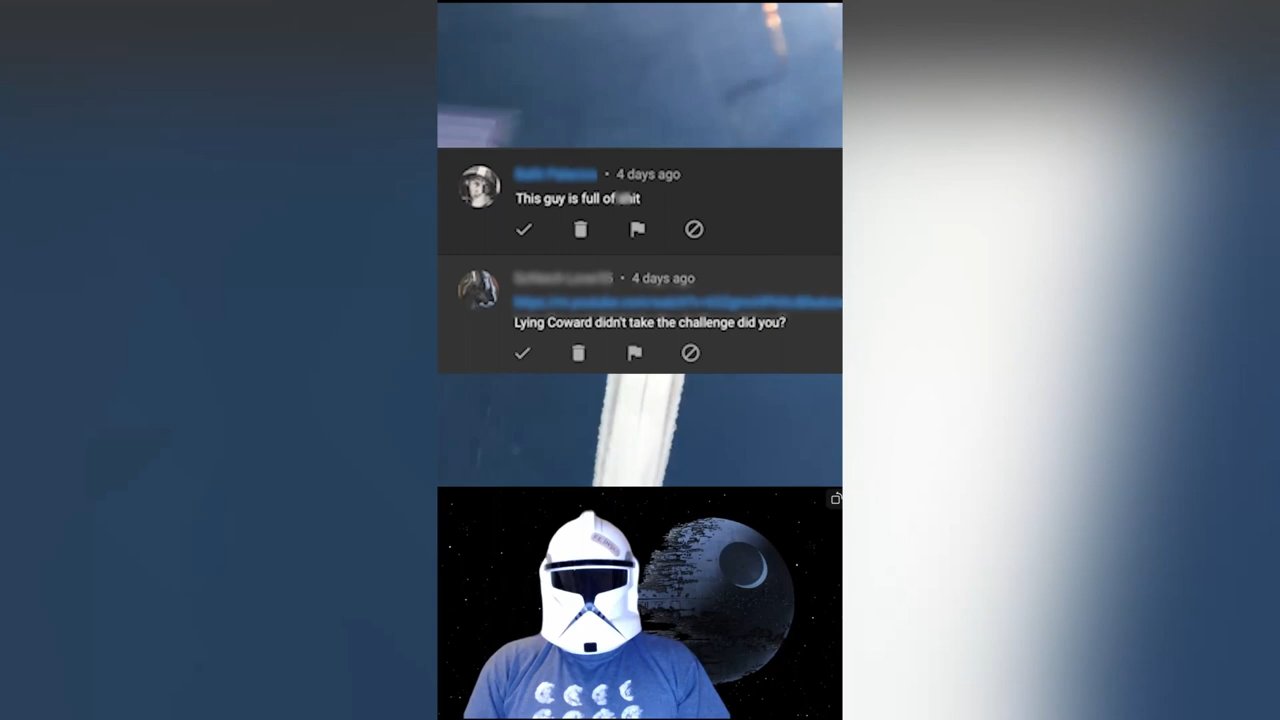 • 4 days ago
This guy is full of it
• 4 days ago
Lying Coward didn't take the challenge did you?